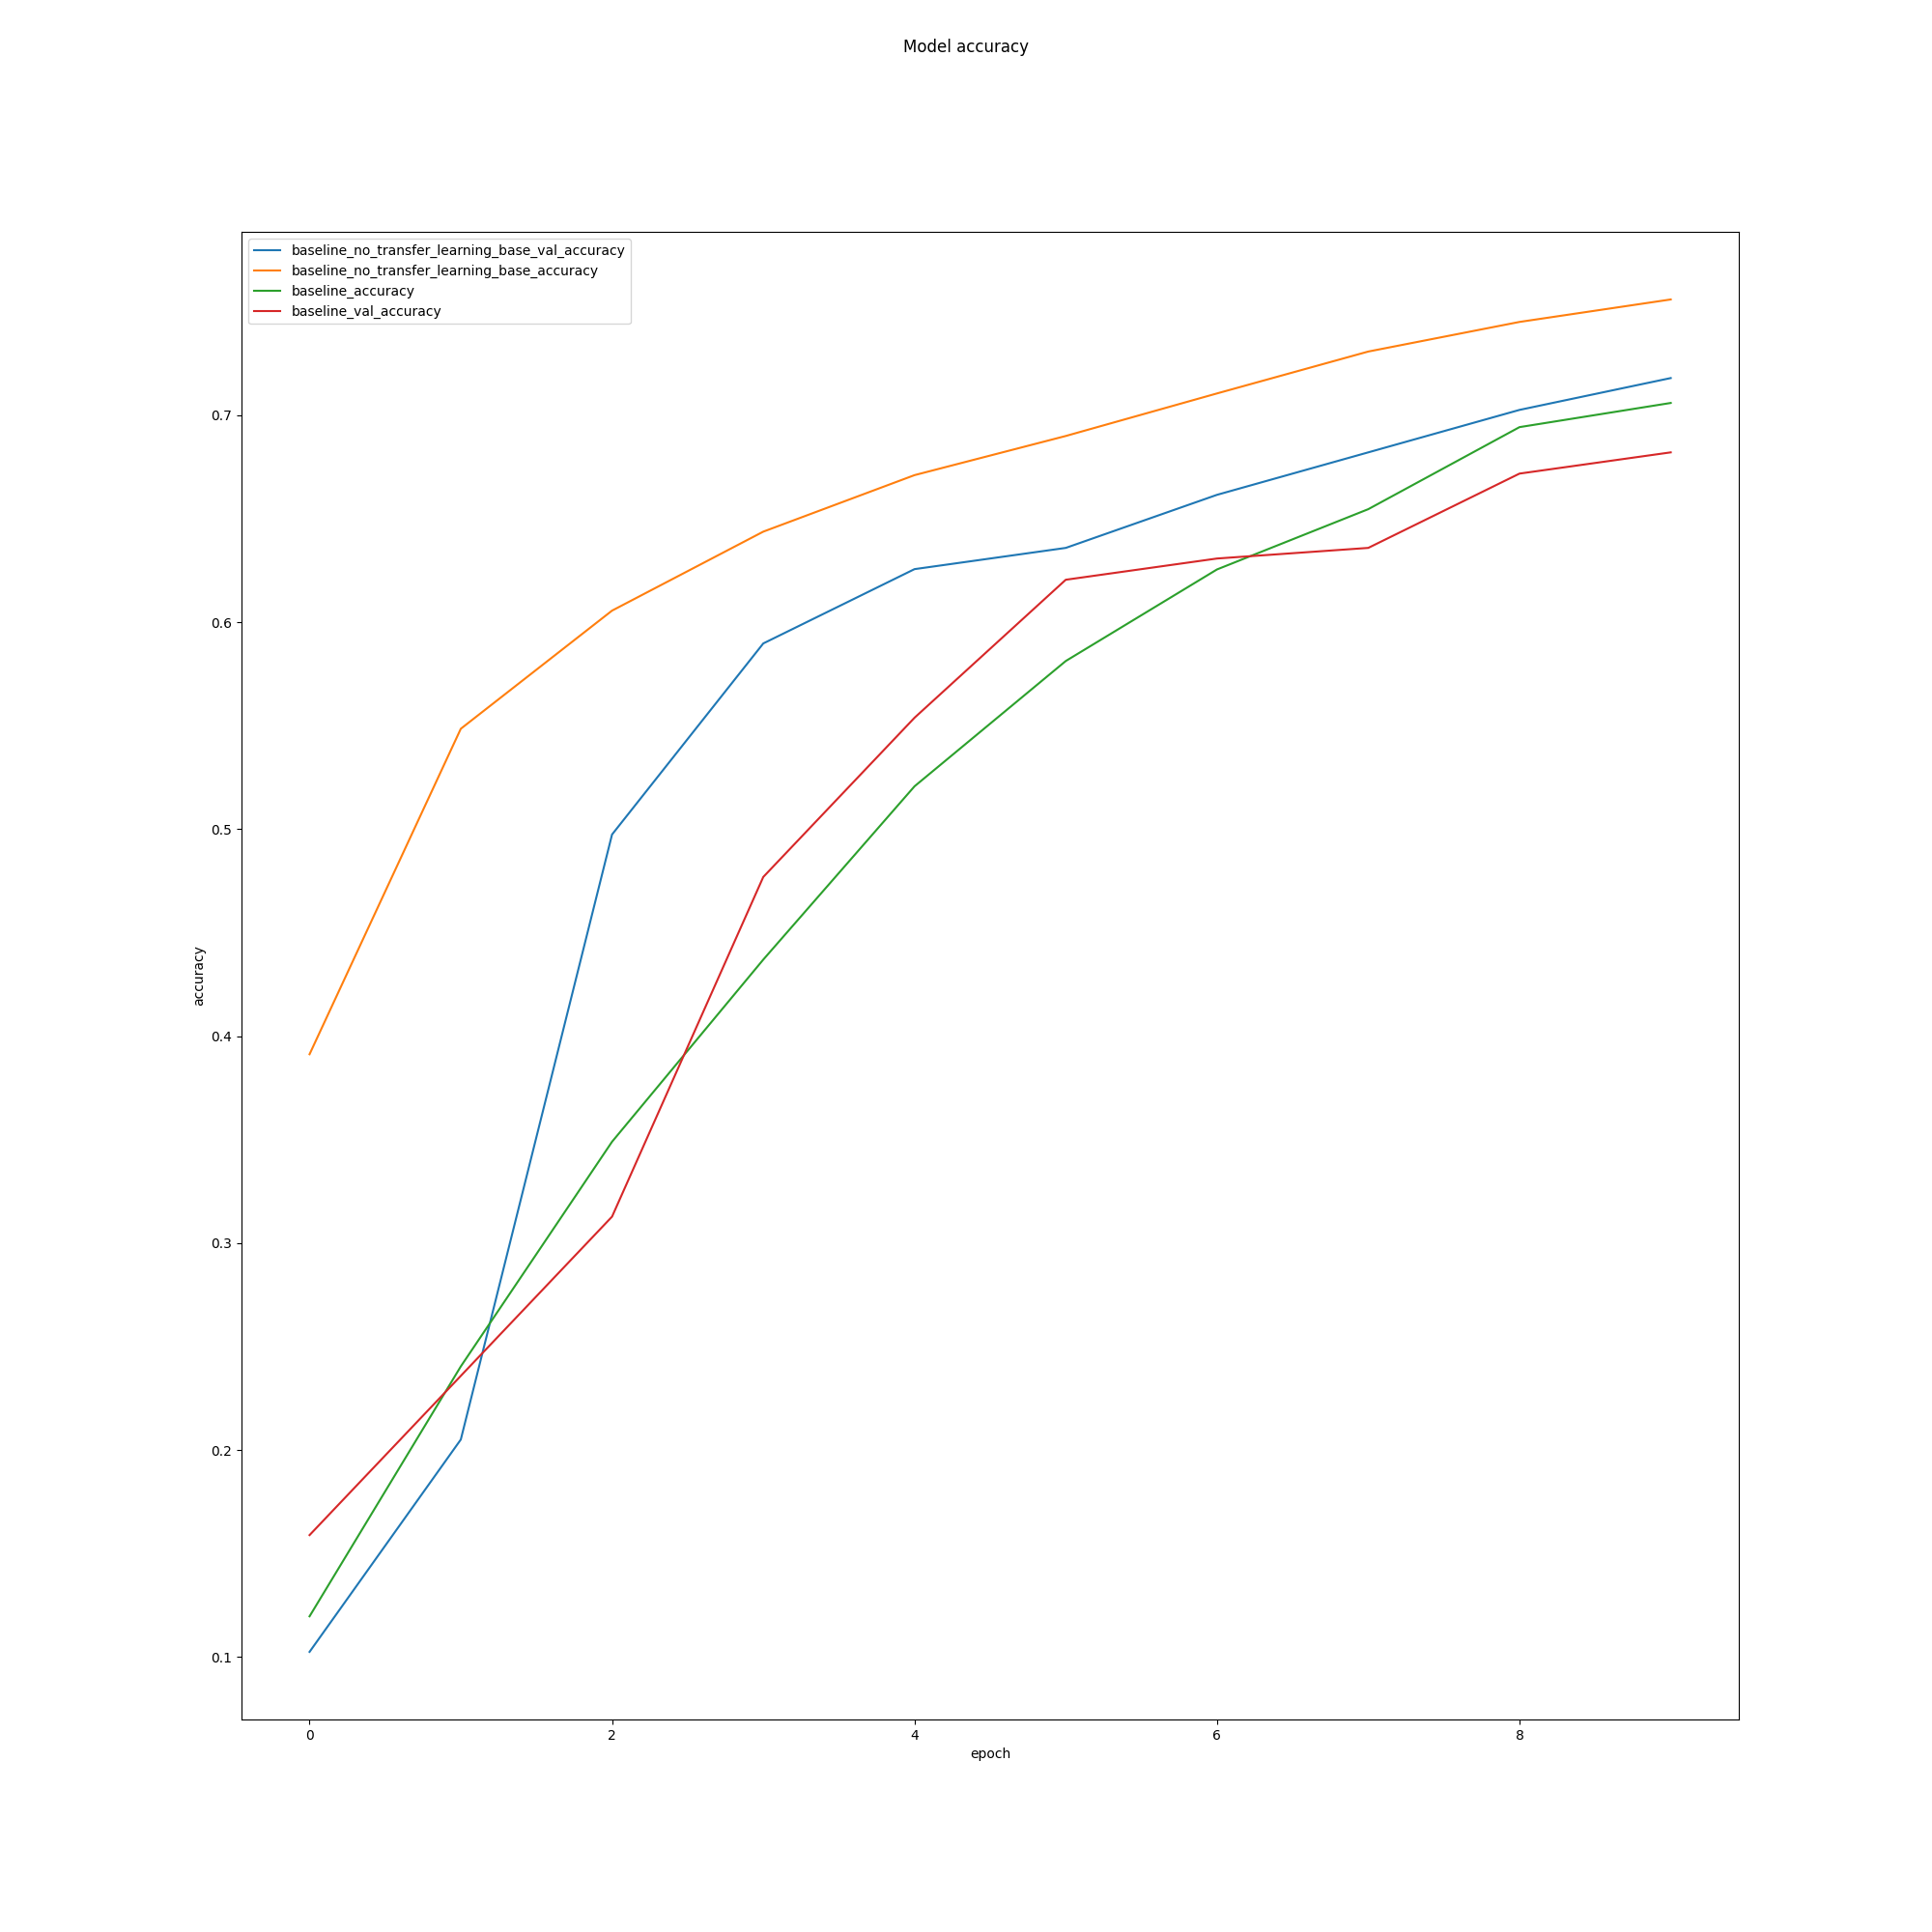 Model accuracy
baseline_no_transfer_learning_base_val_accuracy
baseline_no_transfer_learning_base_accuracy
baseline_accuracy
baseline_val_accuracy
0.7
0.6
0.5
0.4
0.3
0.2
0.1
accuracy
0 2 4 6 8
epoch